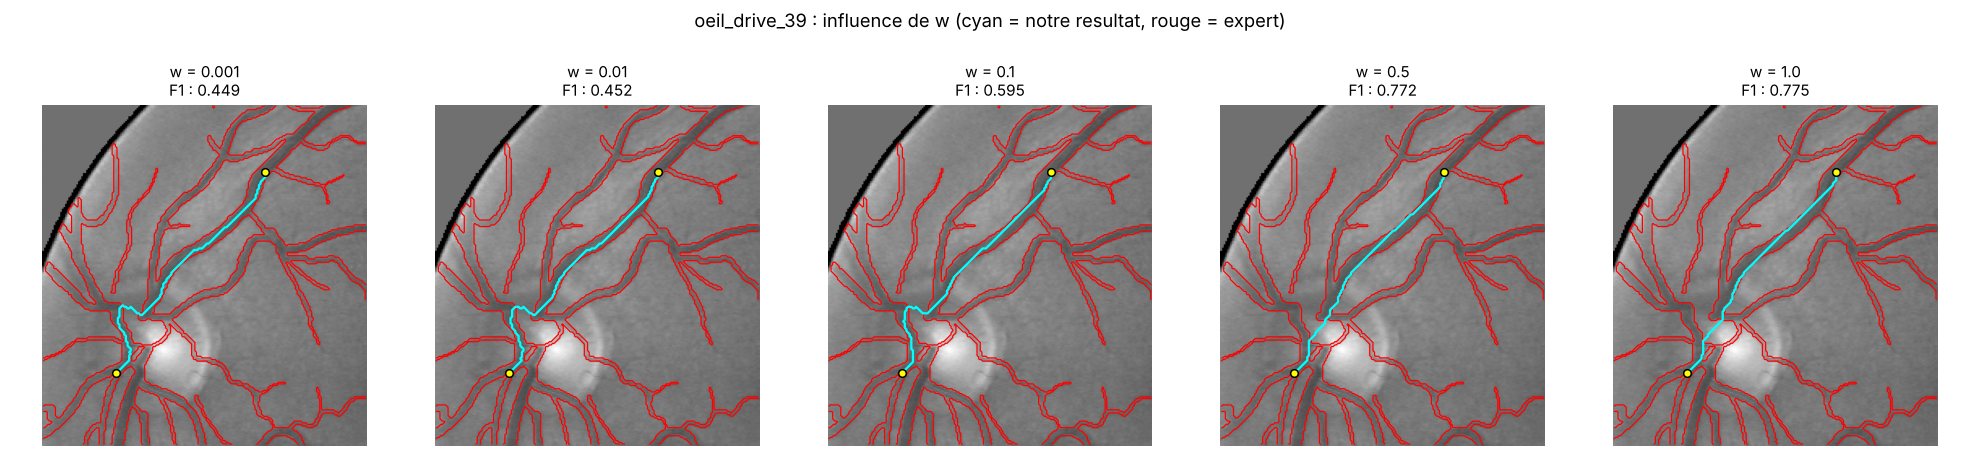 oeil_drive_39 : influence de w (cyan = notre resultat, rouge = expert)
w = 0.001
F1 : 0.449
w = 0.01
F1 : 0.452
w = 0.1
F1 : 0.595
w = 0.5
F1 : 0.772
w = 1.0
F1 : 0.775